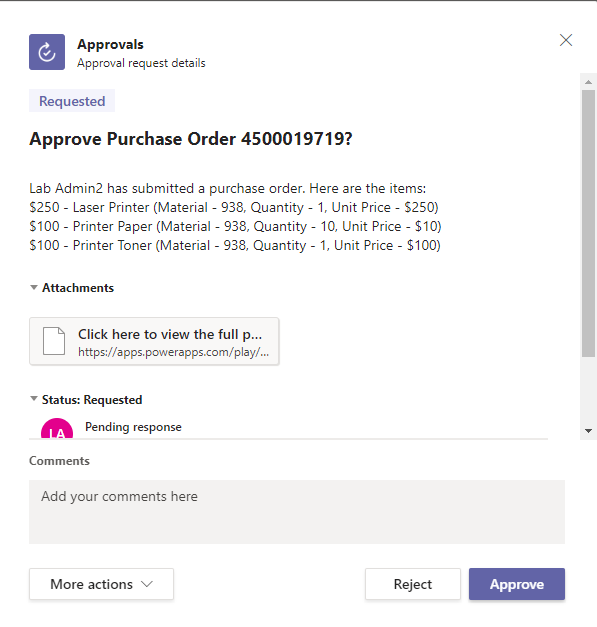 Approvals
Approval request details
Requested
Approve Purchase Order 4500019719?
Lab Admin2 has submitted a purchase order. Here are the items:
$250 - Laser Printer (Material - 938, Quantity - 1, Unit Price - $250)
$100 - Printer Paper (Material - 938, Quantity - 10, Unit Price - $10)
$100 - Printer Toner (Material - 938, Quantity - 1, Unit Price - $100)
Attachments
Click here to view the full p...
https://apps.powerapps.com/play/...
Status: Requested
Pending response
LA
Comments
Add your comments here
More actions
Reject
Approve